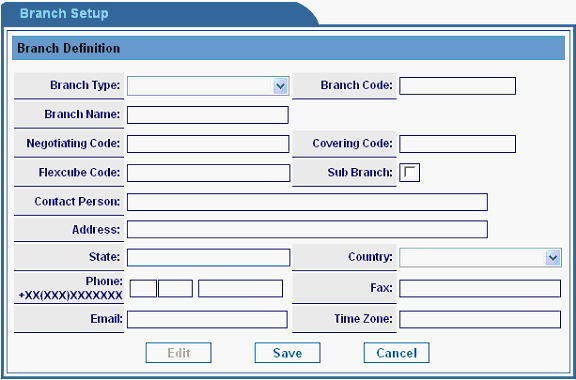 Branch Setup
Branch Definition
Branch Type: Branch Code:
Branch Name:
Negotiating Code: Covering Code:
Flexcube Code: Sub Branch:
Contact Person:
Address:
State: Country:
Phone: Fax:
+XX(XXX)XXXXXXX
Email: Time Zone:
Edit Save Cancel